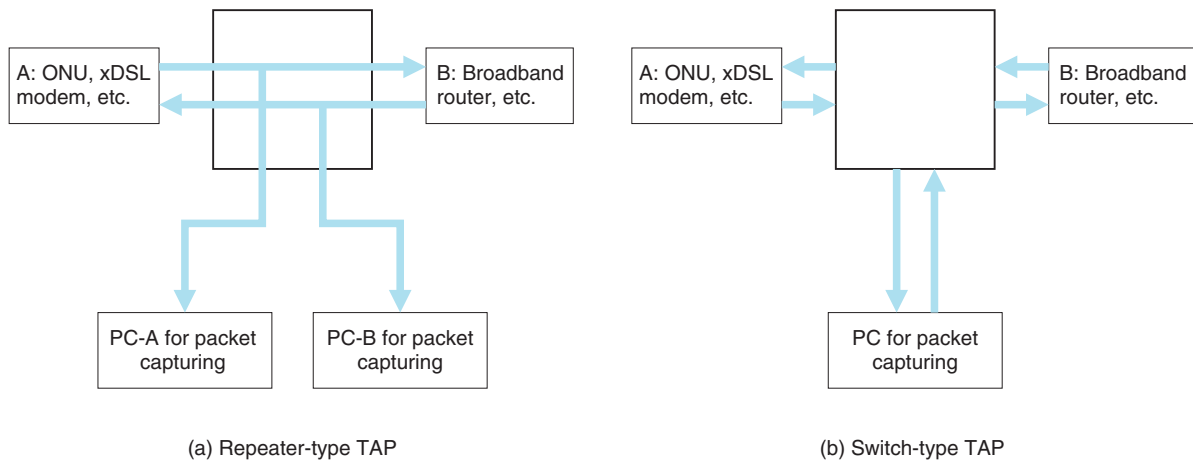 A: ONU, xDSL
modem, etc.
B: Broadband
router, etc.
PC-A for packet
capturing
PC-B for packet
capturing
(a) Repeater-type TAP
A: ONU, xDSL
modem, etc.
B: Broadband
router, etc.
PC for packet
capturing
(b) Switch-type TAP